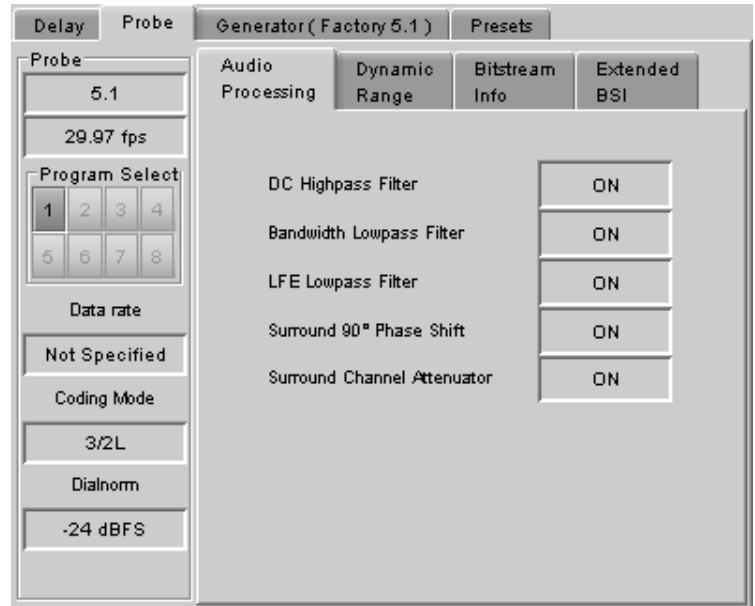 Delay
Probe
Generator ( Factory 5.1 )
Presets
Probe
5.1
29.97 fps
Program Select
1 2 3 4
5 6 7 8
Data rate
Not Specified
Coding Mode
3/2L
Dialnorm
-24 dBFS
Audio
Processing
Dynamic
Range
Bitstream
Info
Extended
BSI
DC Highpass Filter ON
Bandwidth Lowpass Filter ON
LFE Lowpass Filter ON
Surround 90° Phase Shift ON
Surround Channel Attenuator ON